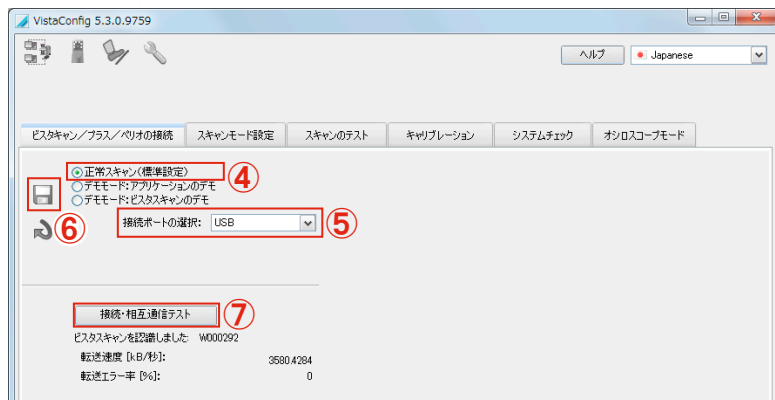 VistaConfig 5.3.0.9759
ヘルプ
Japanese
ビスタキャン／プラス／ペリオの接続 スキャンモード設定 スキャンのテスト キャリブレーション システムチェック オシロスコープモード
正常スキャン(標準設定) ④
デモモード:アプリケーションのデモ
デモモード:ビスタスキャンのデモ
接続ポートの選択: USB ⑤
⑥
接続・相互通信テスト ⑦
ビスタスキャンを認識しました W000292
転送速度 [kB/秒]: 3580.4284
転送エラー率 [%]: 0